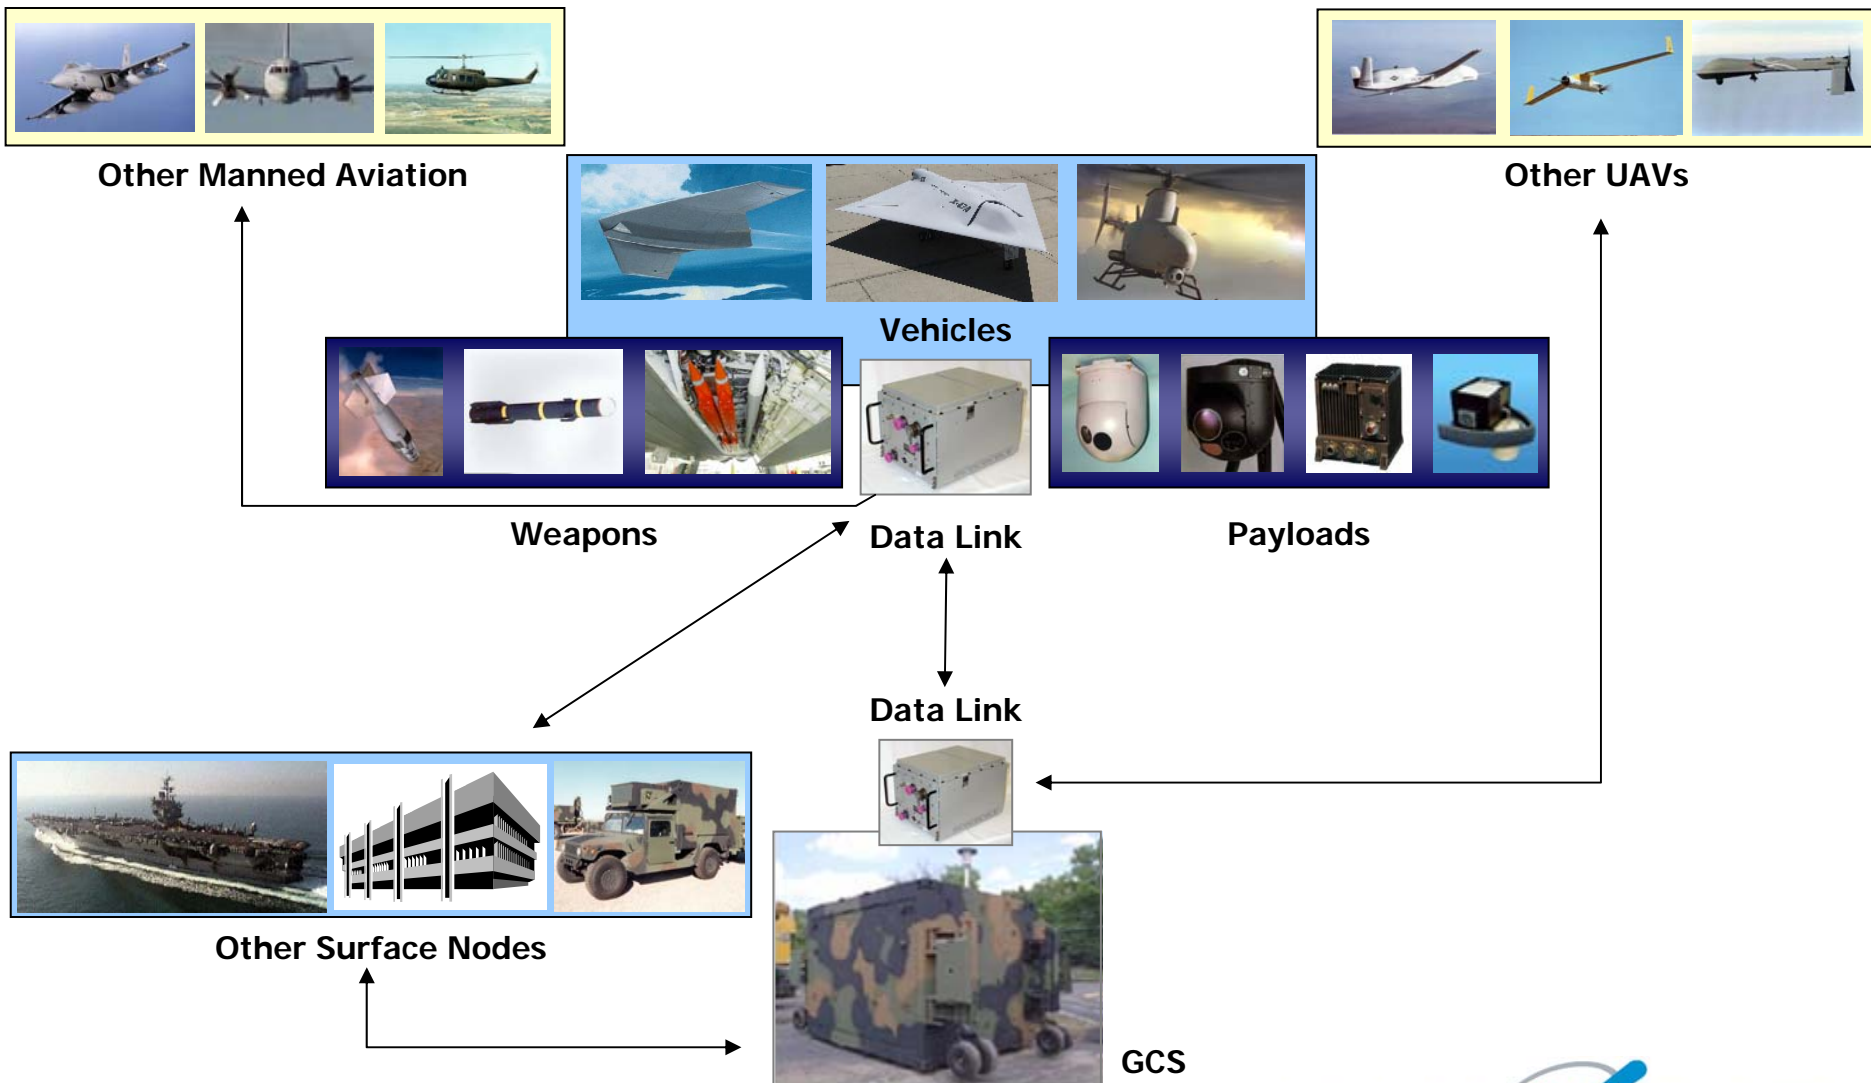 Other Manned Aviation
Other UAVs
Vehicles
Weapons
Data Link
Payloads
Data Link
Other Surface Nodes
GCS